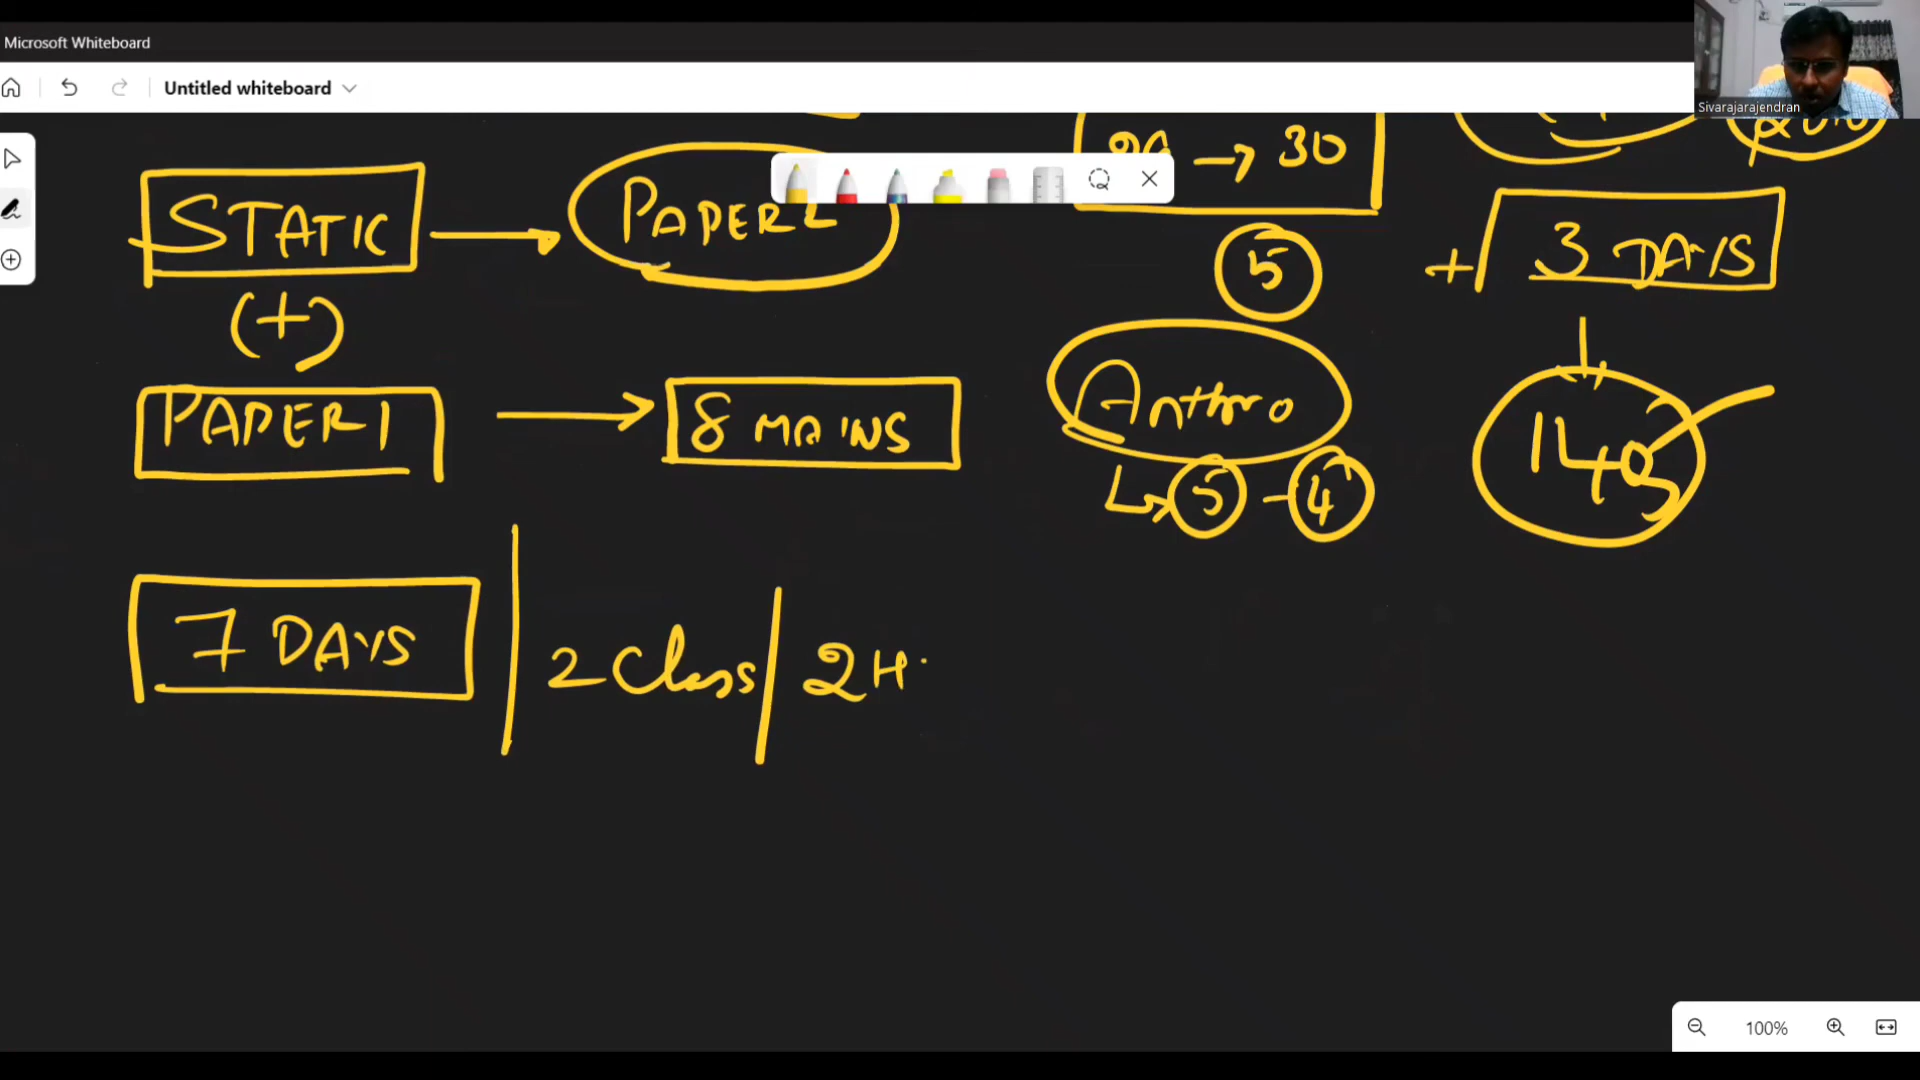 Microsoft Whiteboard
Untitled whiteboard
Sivarajarajendran
→ 30
STATIC → PAPER 2
5
+ 3 DAYS
(+)
PAPER 1 → 8 MAINS
Anthro
5 - 4
7 DAYS | 2 Class | 2H
100%